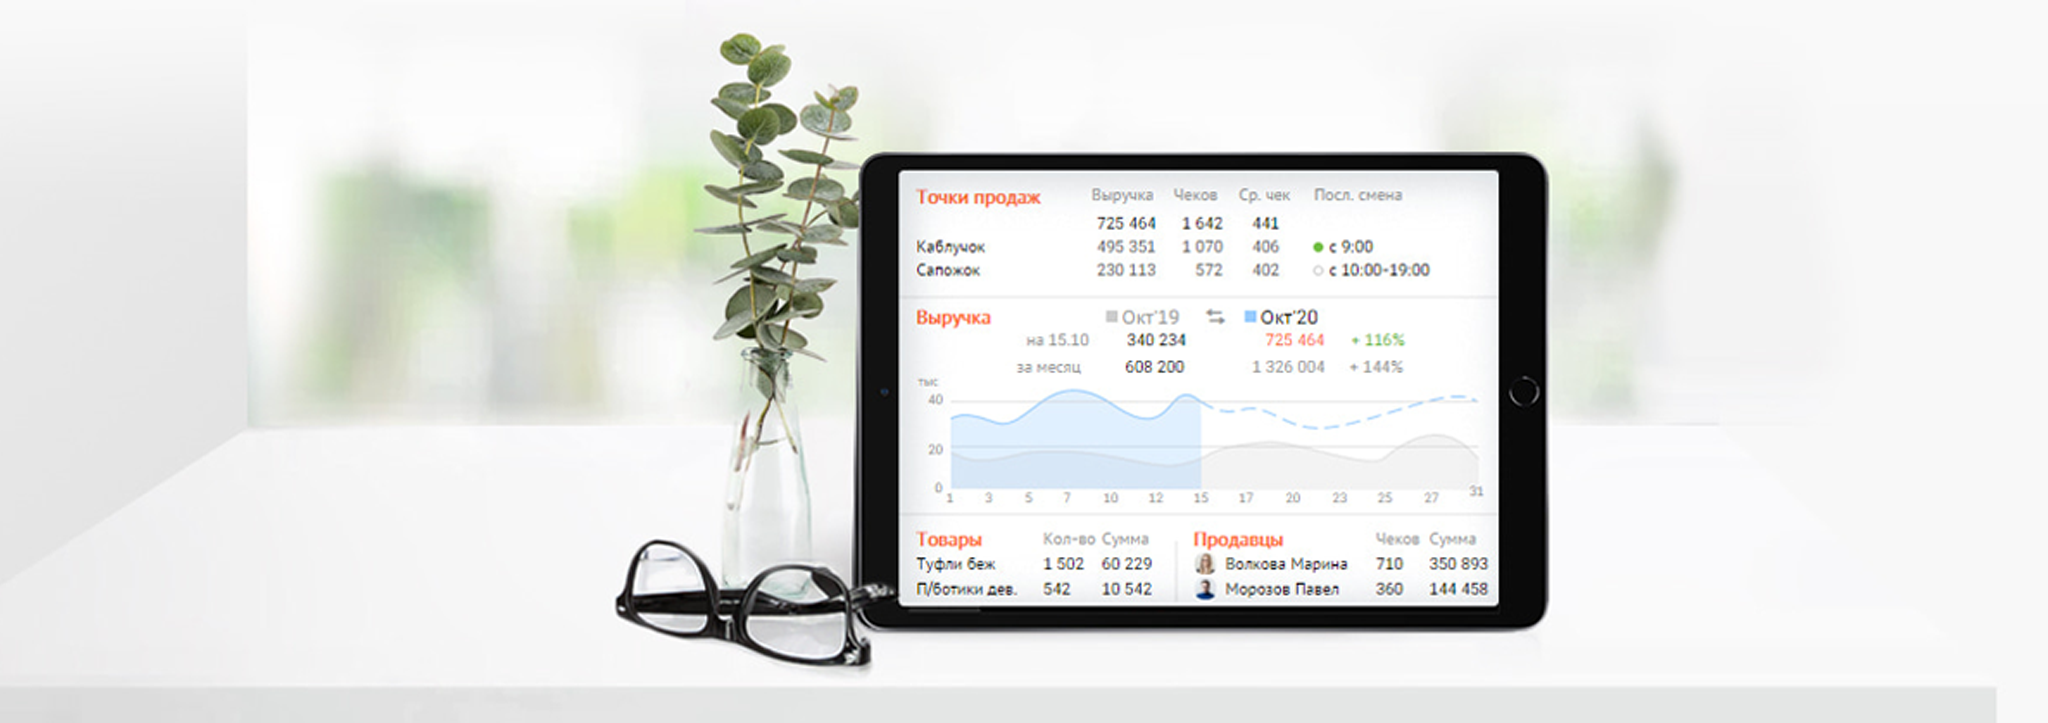 Точки продаж Выручка Чеков Ср. чек Посл. смена
725 464 1 642 441
Каблучок 495 351 1 070 406 с 9:00
Сапожок 230 113 572 402 с 10:00-19:00
Выручка Окт'19 Окт'20
на 15.10 340 234 725 464 + 116%
за месяц 608 200 1 326 004 + 144%
тыс
40
20
0
1 3 5 7 10 12 15 17 20 23 25 27 31
Товары Кол-во Сумма
Туфли беж 1 502 60 229
П/ботики дев. 542 10 542
Продавцы Чеков Сумма
Волкова Марина 710 350 893
Морозов Павел 360 144 458